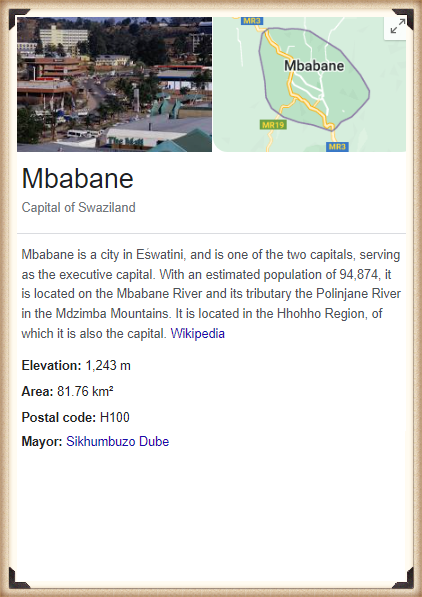 MR3
Mbabane
MR19
MR3
The Mall
Mbabane
Capital of Swaziland
Mbabane is a city in Eswatini, and is one of the two capitals, serving
as the executive capital. With an estimated population of 94,874, it
is located on the Mbabane River and its tributary the Polinjane River
in the Mdzimba Mountains. It is located in the Hhohho Region, of
which it is also the capital. Wikipedia
Elevation: 1,243 m
Area: 81.76 km²
Postal code: H100
Mayor: Sikhumbuzo Dube